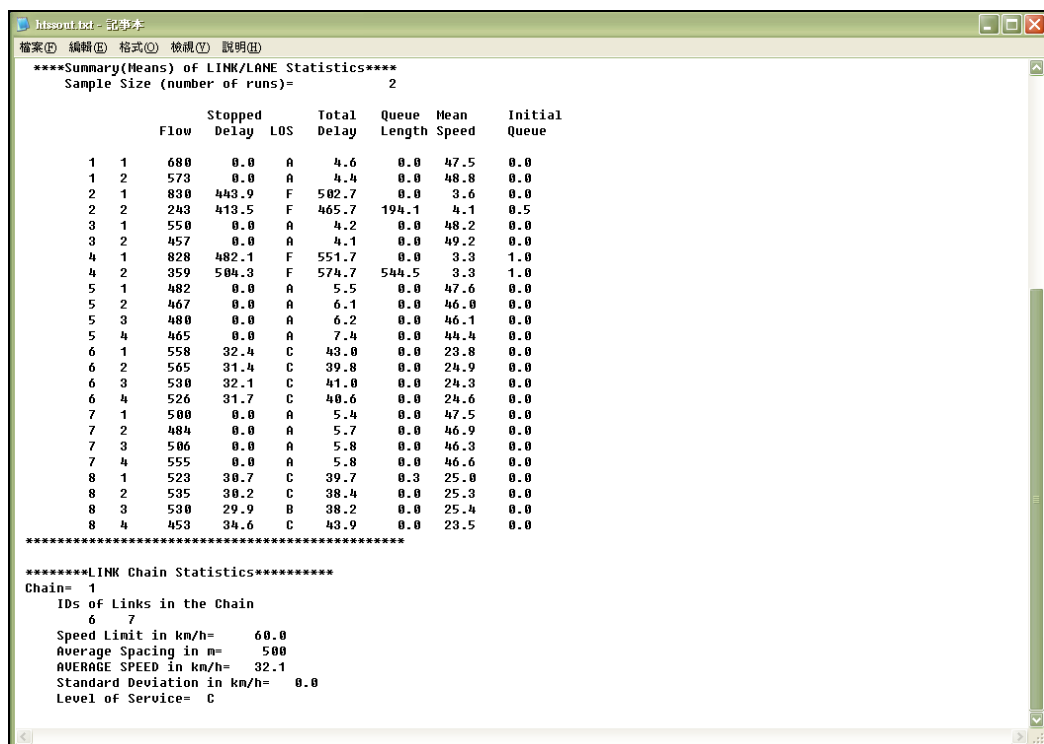 htssout.txt - 記事本
檔案(F) 編輯(E) 格式(O) 檢視(V) 說明(H)
****Summary(Means) of LINK/LANE Statistics****
Sample Size (number of runs)= 2
Stopped Total Queue Mean Initial
Flow Delay LOS Delay Length Speed Queue
1 1 680 0.0 A 4.6 0.0 47.5 0.0
1 2 573 0.0 A 4.4 0.0 48.8 0.0
2 1 830 443.9 F 502.7 0.0 3.6 0.0
2 2 243 413.5 F 465.7 194.1 4.1 0.5
3 1 550 0.0 A 4.2 0.0 48.2 0.0
3 2 457 0.0 A 4.1 0.0 49.2 0.0
4 1 828 482.1 F 551.7 0.0 3.3 1.0
4 2 359 504.3 F 574.7 544.5 3.3 1.0
5 1 482 0.0 A 5.5 0.0 47.6 0.0
5 2 467 0.0 A 6.1 0.0 46.0 0.0
5 3 480 0.0 A 6.2 0.0 46.1 0.0
5 4 465 0.0 A 7.4 0.0 44.4 0.0
6 1 558 32.4 C 43.0 0.0 23.8 0.0
6 2 565 31.4 C 39.8 0.0 24.9 0.0
6 3 530 32.1 C 41.0 0.0 24.3 0.0
6 4 526 31.7 C 40.6 0.0 24.6 0.0
7 1 500 0.0 A 5.4 0.0 47.5 0.0
7 2 484 0.0 A 5.7 0.0 46.9 0.0
7 3 506 0.0 A 5.8 0.0 46.3 0.0
7 4 555 0.0 A 5.8 0.0 46.6 0.0
8 1 523 30.7 C 39.7 0.3 25.0 0.0
8 2 535 30.2 C 38.4 0.0 25.3 0.0
8 3 530 29.9 B 38.2 0.0 25.4 0.0
8 4 453 34.6 C 43.9 0.0 23.5 0.0
************************************************
********LINK Chain Statistics**********
Chain= 1
IDs of Links in the Chain
6 7
Speed Limit in km/h= 60.0
Average Spacing in m= 500
AVERAGE SPEED in km/h= 32.1
Standard Deviation in km/h= 0.0
Level of Service= C